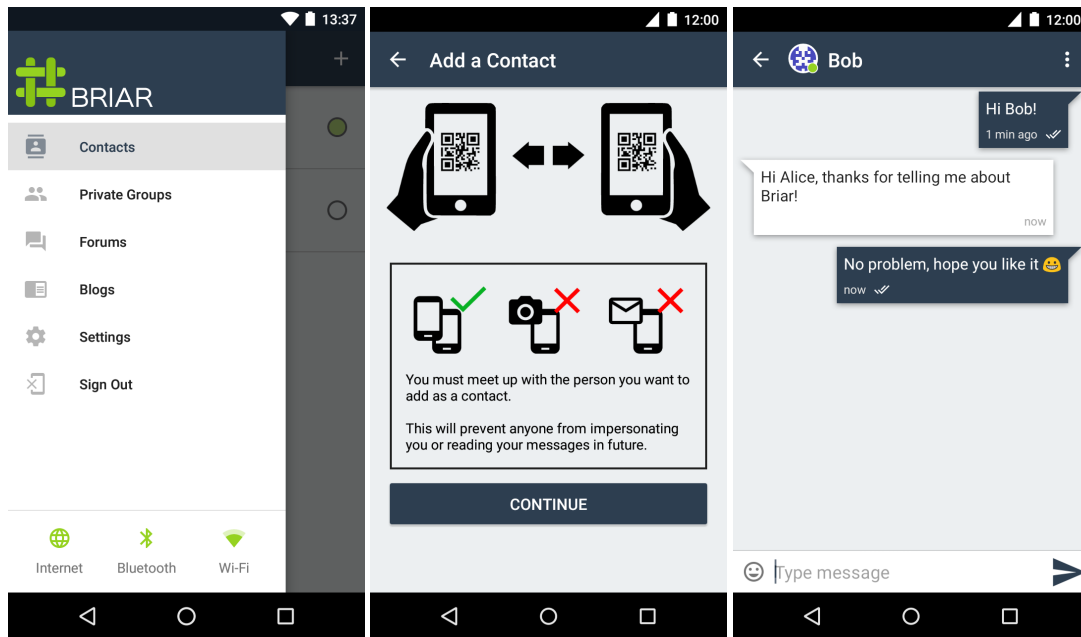 13:37
BRIAR
Contacts
Private Groups
Forums
Blogs
Settings
Sign Out
Internet
Bluetooth
Wi-Fi
12:00
Add a Contact
You must meet up with the person you want to
add as a contact.
This will prevent anyone from impersonating
you or reading your messages in future.
CONTINUE
12:00
Bob
Hi Bob!
1 min ago
Hi Alice, thanks for telling me about
Briar!
now
No problem, hope you like it 😀
now
Type message